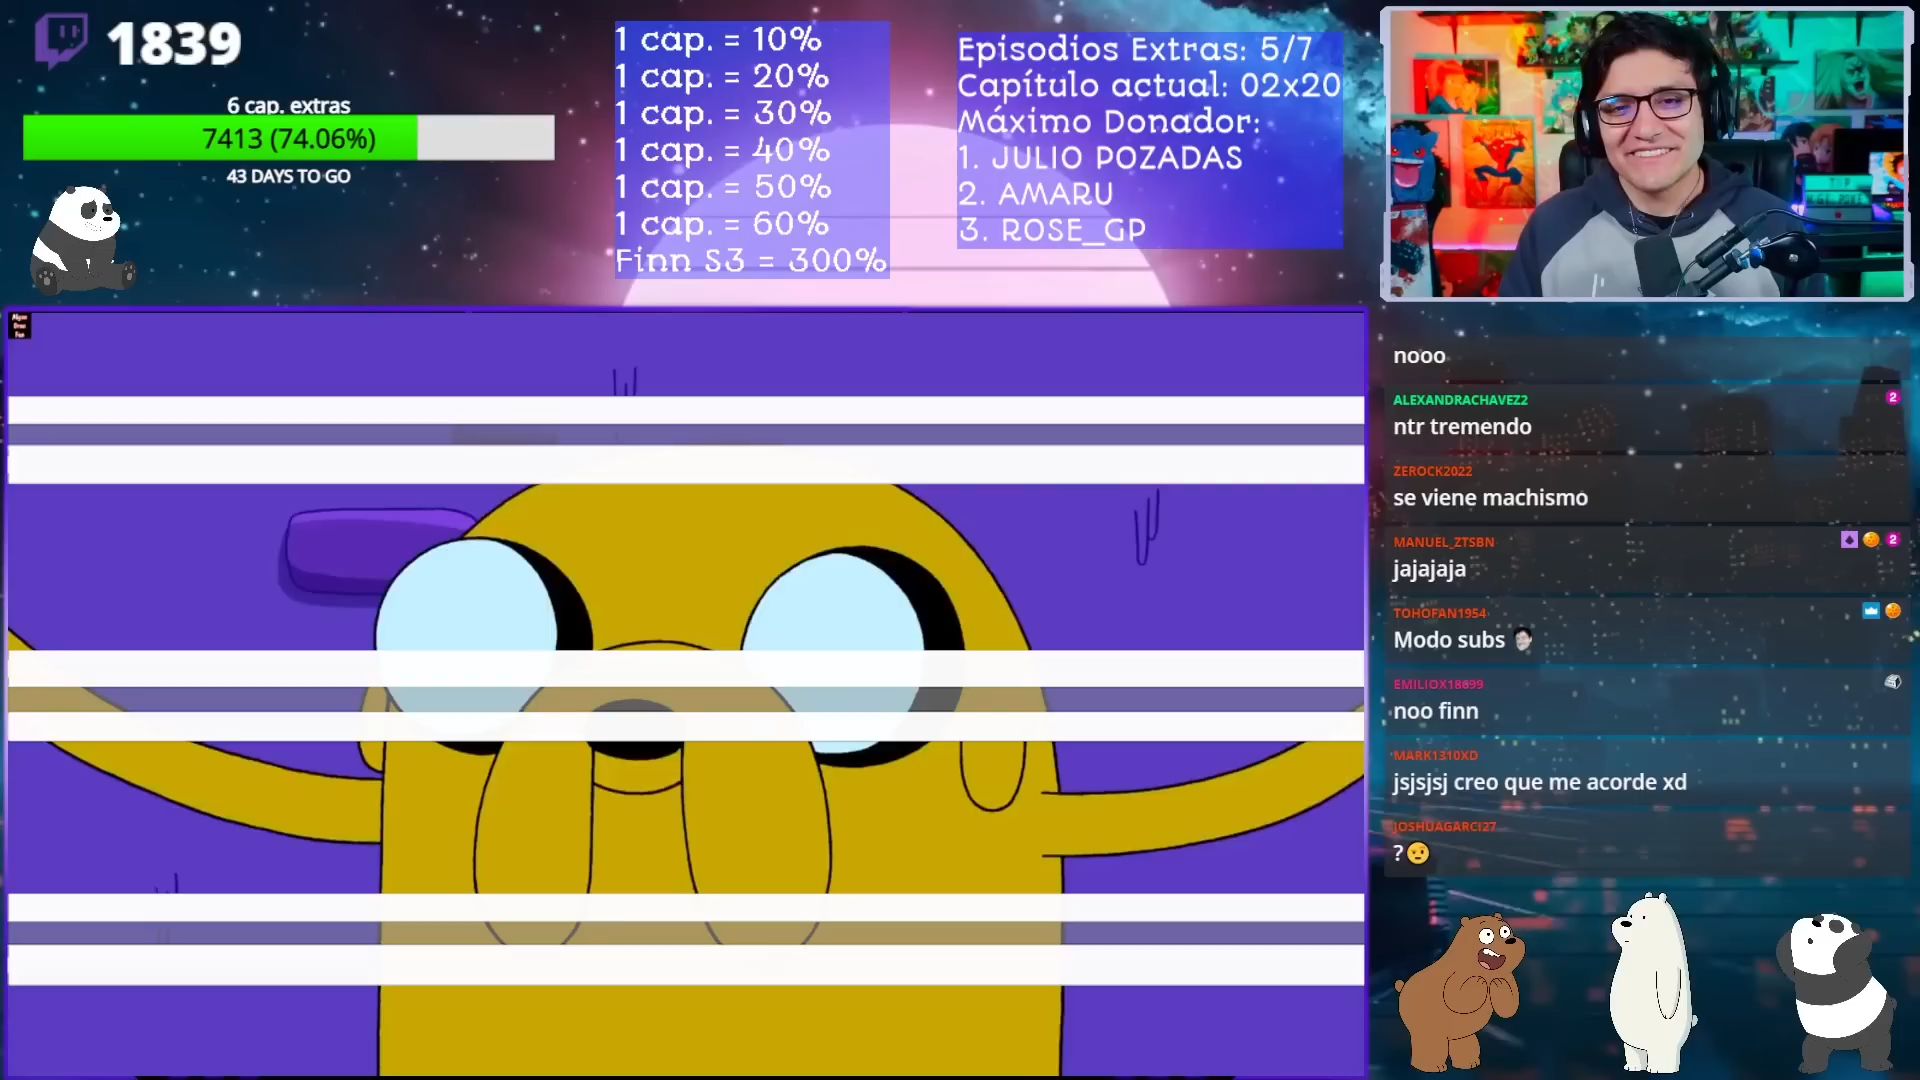 1839
6 cap. extras
7413 (74.06%)
43 DAYS TO GO
1 cap. = 10%
1 cap. = 20%
1 cap. = 30%
1 cap. = 40%
1 cap. = 50%
1 cap. = 60%
Finn S3 = 300%
Episodios Extras: 5/7
Capítulo actual: 02x20
Máximo Donador:
1. JULIO POZADAS
2. AMARU
3. ROSE_GP
nooo
ALEXANDRACHAVEZ2
2
ntr tremendo
ZEROCK2022
se viene machismo
MANUEL_ZTSBN
2
jajajaja
TOHOFAN1954
Modo subs
EMILIOX18699
noo finn
MARK1310XD
jsjsjsj creo que me acorde xd
JOSHUAGARCI27
?